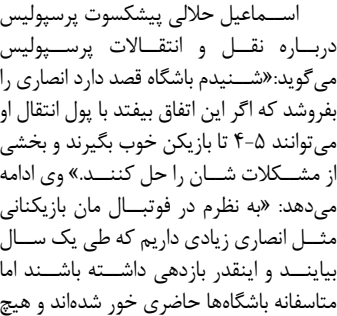 اسماعیل حلالی پیشکسوت پرسپولیس
درباره نقل و انتقالات پرسپولیس
می‌گوید:«شنیدم باشگاه قصد دارد انصاری را
بفروشد که اگر این اتفاق بیفتد با پول انتقال او
می‌توانند ۵-۴ تا بازیکن خوب بگیرند و بخشی
از مشکلات شان را حل کنند.» وی ادامه
می‌دهد: «به نظرم در فوتبال مان بازیکنانی
مثل انصاری زیادی داریم که طی یک سال
بیایند و اینقدر بازدهی داشته باشند اما
متاسفانه باشگاه‌ها حاضری خور شده‌اند و هیچ